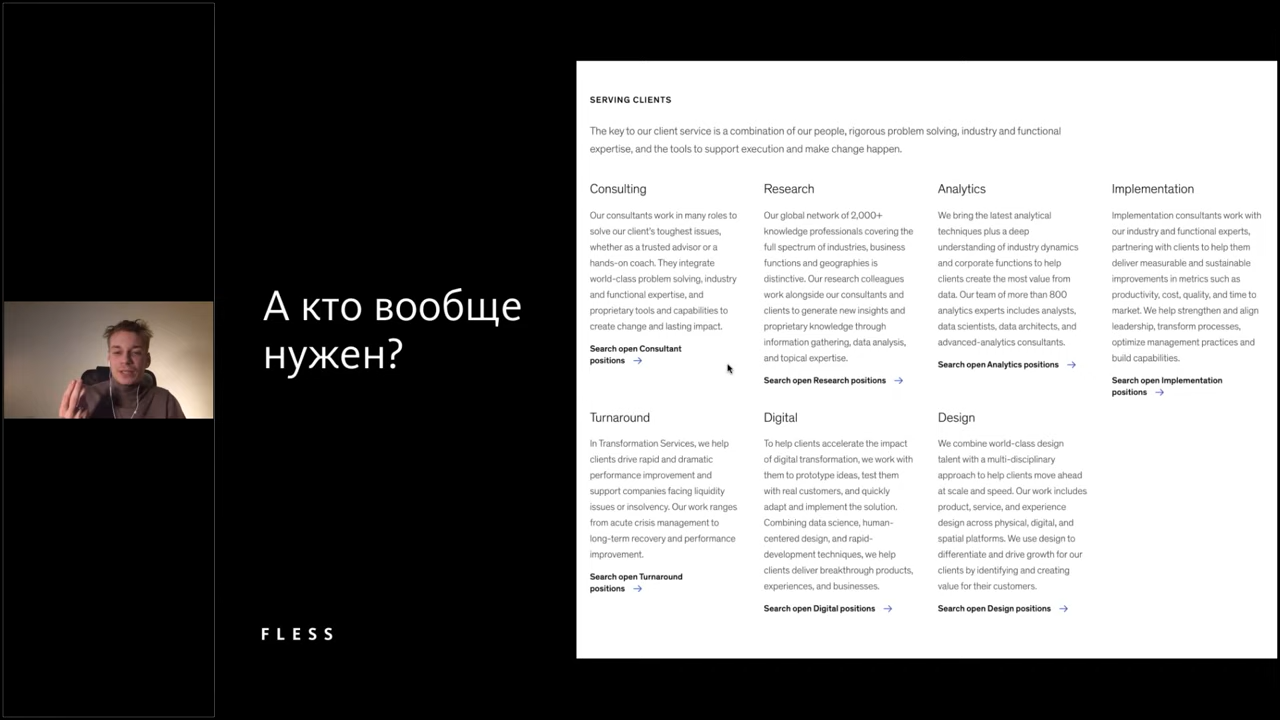 А кто вообще
нужен?
FLESS
SERVING CLIENTS
The key to our client service is a combination of our people, rigorous problem solving, industry and functional
expertise, and the tools to support execution and make change happen.
Consulting
Our consultants work in many roles to
solve our client's toughest issues,
whether as a trusted advisor or a
hands-on coach. They integrate
world-class problem solving, industry
and functional expertise, and
proprietary tools and capabilities to
create change and lasting impact.
Search open Consultant
positions →
Research
Our global network of 2,000+
knowledge professionals covering the
full spectrum of industries, business
functions and geographies is
distinctive. Our research colleagues
work alongside our consultants and
clients to generate new insights and
proprietary knowledge through
information gathering, data analysis,
and topical expertise.
Search open Research positions →
Analytics
We bring the latest analytical
techniques plus a deep
understanding of industry dynamics
and corporate functions to help
clients create the most value from
data. Our team of more than 800
analytics experts includes analysts,
data scientists, data architects, and
advanced-analytics consultants.
Search open Analytics positions →
Implementation
Implementation consultants work with
our industry and functional experts,
partnering with clients to help them
deliver measurable and sustainable
improvements in metrics such as
productivity, cost, quality, and time to
market. We help strengthen and align
leadership, transform processes,
optimize management practices and
build capabilities.
Search open Implementation
positions →
Turnaround
In Transformation Services, we help
clients drive rapid and dramatic
performance improvement and
support companies facing liquidity
issues or insolvency. Our work ranges
from acute crisis management to
long-term recovery and performance
improvement.
Search open Turnaround
positions →
Digital
To help clients accelerate the impact
of digital transformation, we work with
them to prototype ideas, test them
with real customers, and quickly
adapt and implement the solution.
Combining data science, human-
centered design, and rapid-
development techniques, we help
clients deliver breakthrough products,
experiences, and businesses.
Search open Digital positions →
Design
We combine world-class design
talent with a multi-disciplinary
approach to help clients move ahead
at scale and speed. Our work includes
product, service, and experience
design across physical, digital, and
spatial platforms. We use design to
differentiate and drive growth for our
clients by identifying and creating
value for their customers.
Search open Design positions →